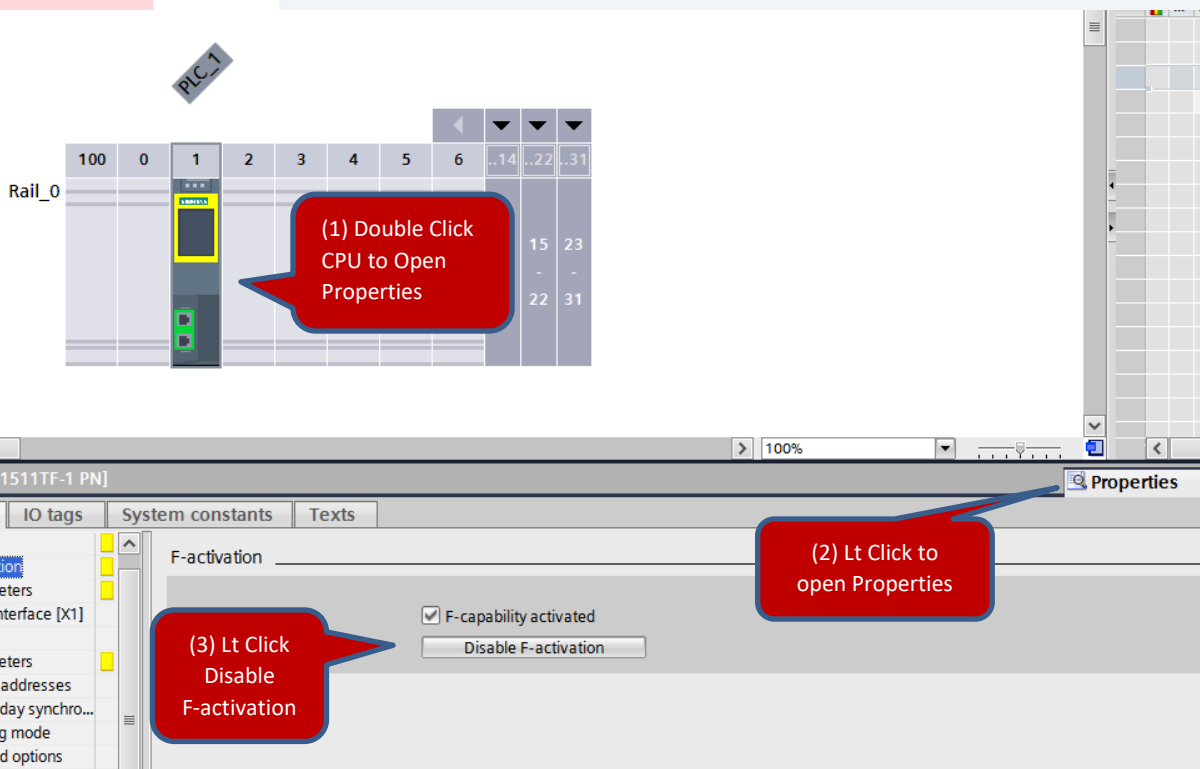 PLC_1
100 0 1 2 3 4 5 6 ..14 ..22 ..31
Rail_0
SIEMENS
(1) Double Click
CPU to Open
Properties
15 23
- -
22 31
100%
1511TF-1 PN]
Properties
IO tags
System constants
Texts
(2) Lt Click to
open Properties
F-activation
tion
eters
nterface [X1]
eters
addresses
day synchro...
g mode
d options
F-capability activated
Disable F-activation
(3) Lt Click
Disable
F-activation